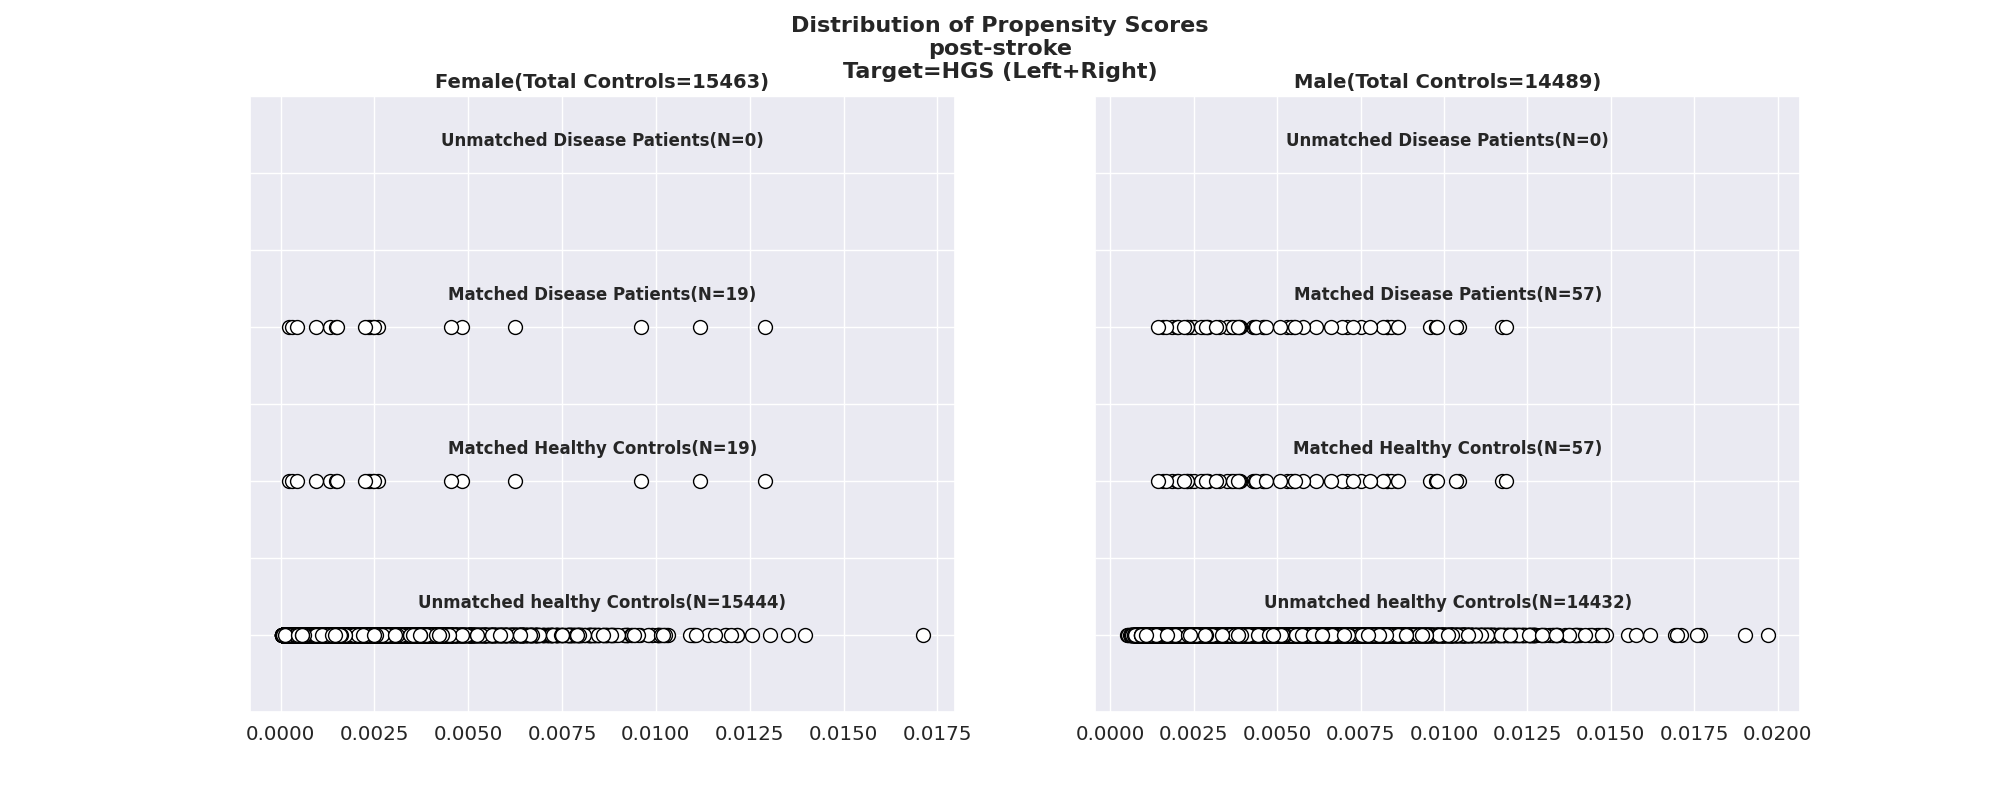 Distribution of Propensity Scores
post-stroke
Target=HGS (Left+Right)
Female(Total Controls=15463)
Unmatched Disease Patients(N=0)
Matched Disease Patients(N=19)
Matched Healthy Controls(N=19)
Unmatched healthy Controls(N=15444)
0.0000 0.0025 0.0050 0.0075 0.0100 0.0125 0.0150 0.0175
Male(Total Controls=14489)
Unmatched Disease Patients(N=0)
Matched Disease Patients(N=57)
Matched Healthy Controls(N=57)
Unmatched healthy Controls(N=14432)
0.0000 0.0025 0.0050 0.0075 0.0100 0.0125 0.0150 0.0175 0.0200